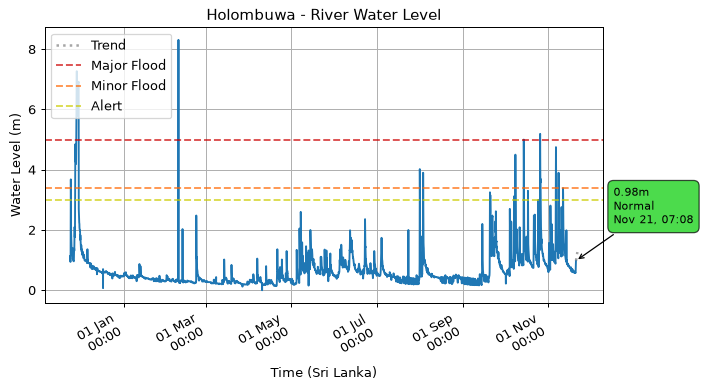 Holombuwa - River Water Level
Trend
Major Flood
Minor Flood
Alert
Water Level (m)
8
6
4
2
0
0.98m
Normal
Nov 21, 07:08
01 Jan
00:00
01 Mar
00:00
01 May
00:00
01 Jul
00:00
01 Sep
00:00
01 Nov
00:00
Time (Sri Lanka)